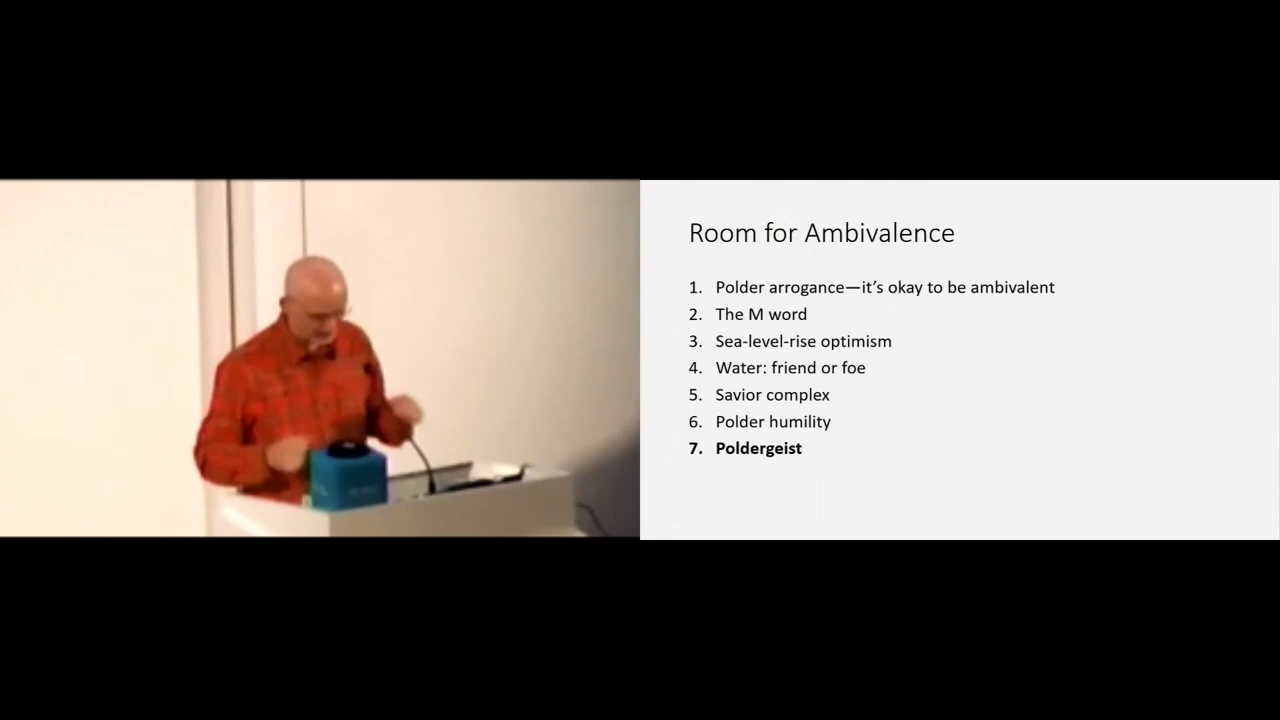 Room for Ambivalence
1. Polder arrogance—it's okay to be ambivalent
2. The M word
3. Sea-level-rise optimism
4. Water: friend or foe
5. Savior complex
6. Polder humility
7. Poldergeist